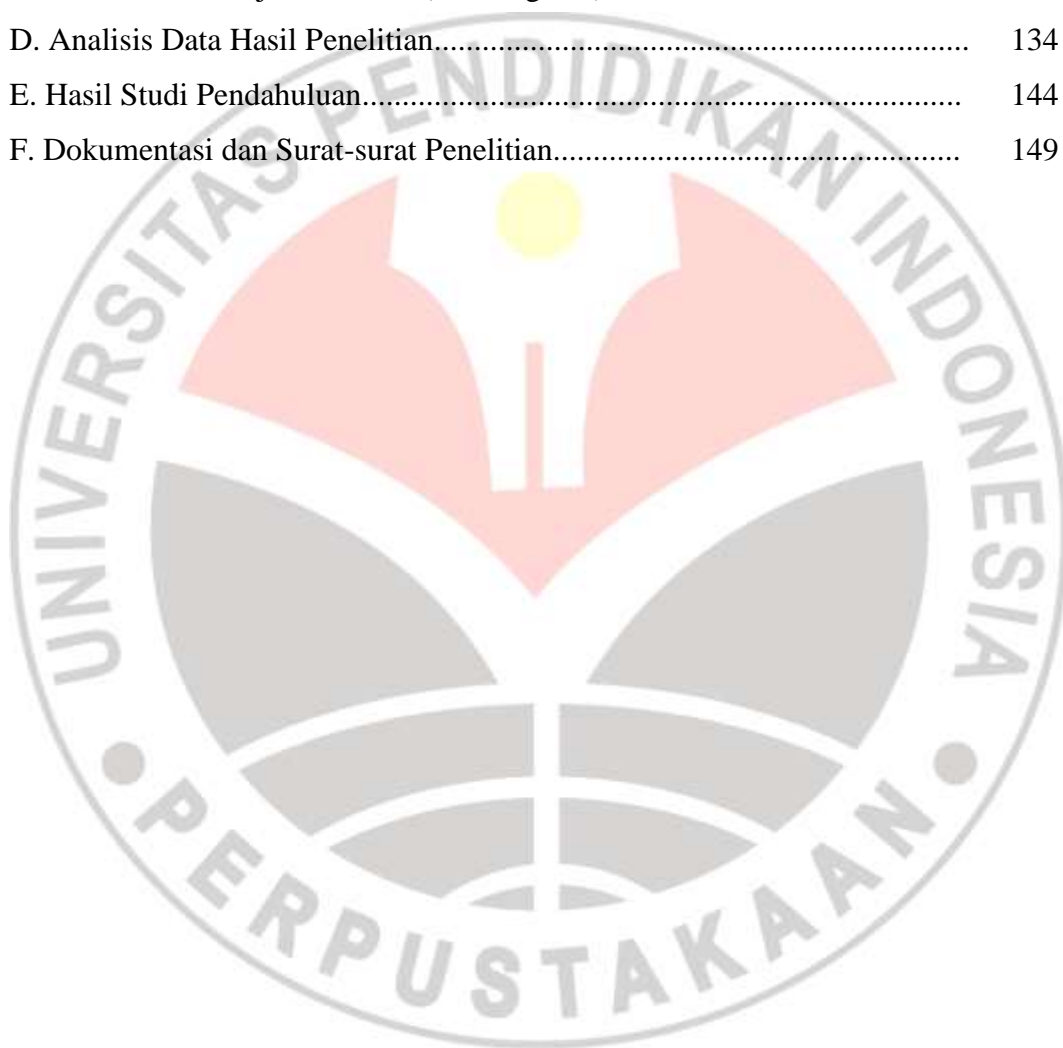 D. Analisis Data Hasil Penelitian.................................................................. 134
E. Hasil Studi Pendahuluan.......................................................................... 144
F. Dokumentasi dan Surat-surat Penelitian.................................................. 149
UNIVERSITAS PENDIDIKAN INDONESIA
PERPUSTAKAAN